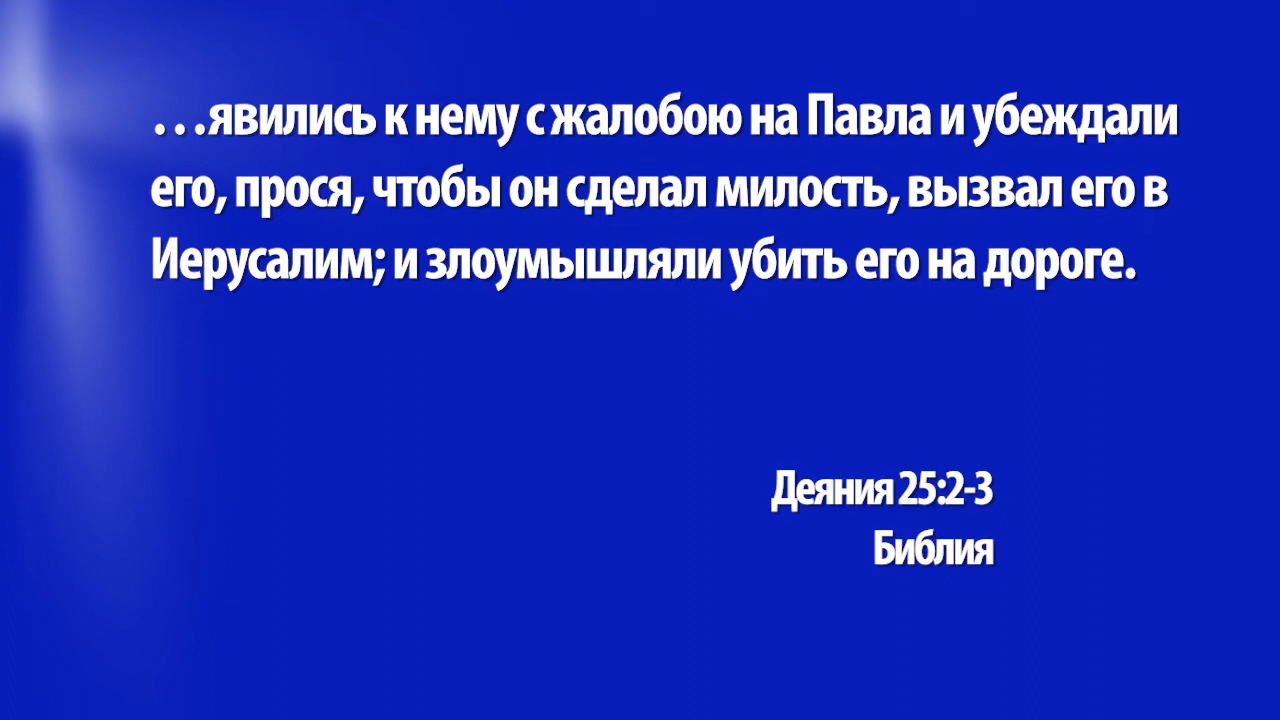 …явились к нему с жалобою на Павла и убеждали
его, прося, чтобы он сделал милость, вызвал его в
Иерусалим; и злоумышляли убить его на дороге.
Деяния 25:2-3
Библия